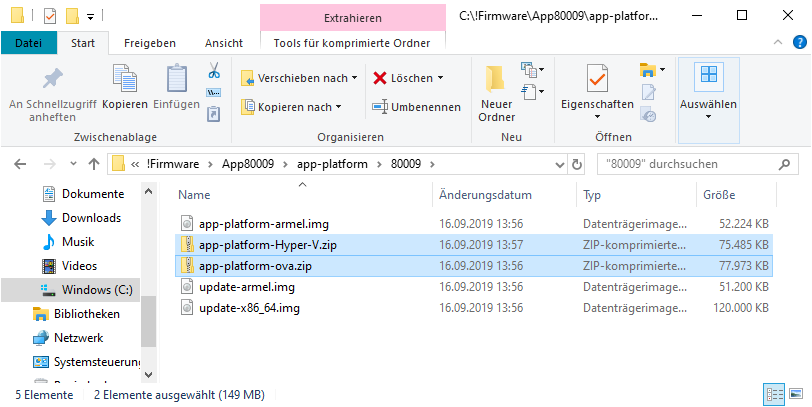 Extrahieren
C:\!Firmware\App80009\app-platfor...
Datei Start Freigeben Ansicht Tools für komprimierte Ordner
An Schnellzugriff anheften
Kopieren
Einfügen
Zwischenablage
Verschieben nach
Kopieren nach
Löschen
Umbenennen
Organisieren
Neuer Ordner
Neu
Eigenschaften
Öffnen
Auswählen
« !Firmware > App80009 > app-platform > 80009 >
"80009" durchsuchen
Dokumente
Downloads
Musik
Videos
Windows (C:)
Bibliotheken
Netzwerk
Systemsteuerung
Name Änderungsdatum Typ Größe
app-platform-armel.img 16.09.2019 13:56 Datenträgerimage... 52.224 KB
app-platform-Hyper-V.zip 16.09.2019 13:57 ZIP-komprimierte... 75.485 KB
app-platform-ova.zip 16.09.2019 13:56 ZIP-komprimierte... 77.973 KB
update-armel.img 16.09.2019 13:56 Datenträgerimage... 51.200 KB
update-x86_64.img 16.09.2019 13:56 Datenträgerimage... 120.000 KB
5 Elemente 2 Elemente ausgewählt (149 MB)